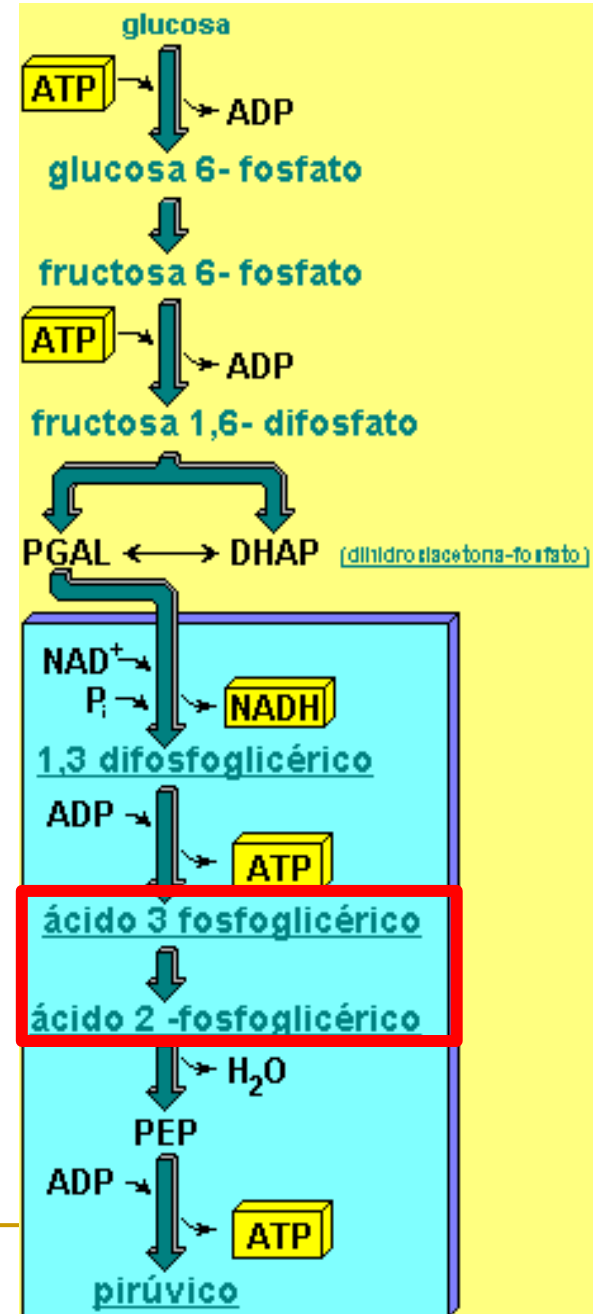 glucosa
ATP
ADP
glucosa 6- fosfato
fructosa 6- fosfato
ATP
ADP
fructosa 1,6- difosfato
PGAL ⟷ DHAP (dihidroxiacetona-fosfato)
NAD⁺
Pᵢ
NADH
1,3 difosfoglicérico
ADP
ATP
ácido 3 fosfoglicérico
ácido 2 -fosfoglicérico
H₂O
PEP
ADP
ATP
pirúvico